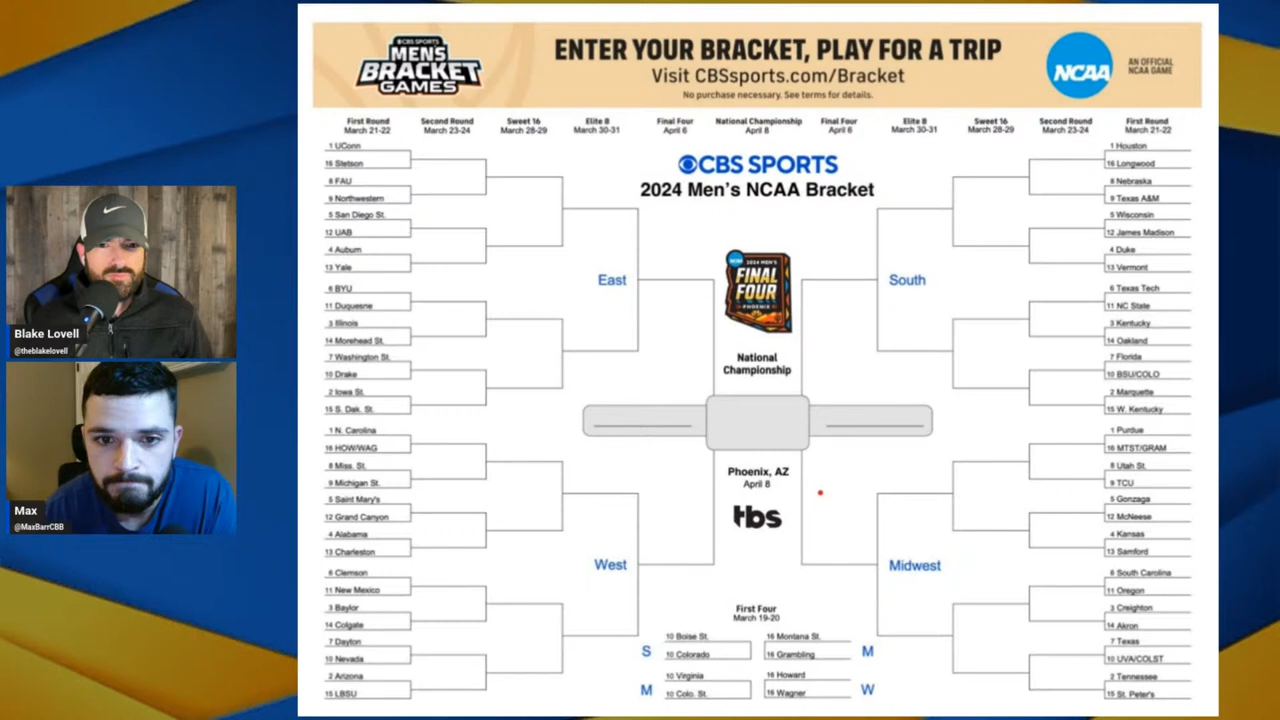 CBS SPORTS
MEN'S
BRACKET
GAMES
ENTER YOUR BRACKET, PLAY FOR A TRIP
Visit CBSsports.com/Bracket
No purchase necessary. See terms for details.
NCAA
AN OFFICIAL
NCAA GAME
First Round
March 21-22
Second Round
March 23-24
Sweet 16
March 28-29
Elite 8
March 30-31
Final Four
April 6
National Championship
April 8
Final Four
April 6
Elite 8
March 30-31
Sweet 16
March 28-29
Second Round
March 23-24
First Round
March 21-22
CBS SPORTS
2024 Men's NCAA Bracket
1 UConn
16 Stetson
8 FAU
9 Northwestern
5 San Diego St.
12 UAB
4 Auburn
13 Yale
6 BYU
11 Duquesne
3 Illinois
14 Morehead St.
7 Washington St.
10 Drake
2 Iowa St.
15 S. Dak. St.
East
1 N. Carolina
16 HOW/WAG
8 Miss. St.
9 Michigan St.
5 Saint Mary's
12 Grand Canyon
4 Alabama
13 Charleston
6 Clemson
11 New Mexico
3 Baylor
14 Colgate
7 Dayton
10 Nevada
2 Arizona
15 LBSU
West
NCAA
2024 MEN'S
FINAL
FOUR
PHOENIX
National
Championship
Phoenix, AZ
April 8
tbs
1 Houston
16 Longwood
8 Nebraska
9 Texas A&M
5 Wisconsin
12 James Madison
4 Duke
13 Vermont
6 Texas Tech
11 NC State
3 Kentucky
14 Oakland
7 Florida
10 BSU/COLO
2 Marquette
15 W. Kentucky
South
1 Purdue
16 MTST/GRAM
8 Utah St.
9 TCU
5 Gonzaga
12 McNeese
4 Kansas
13 Samford
6 South Carolina
11 Oregon
3 Creighton
14 Akron
7 Texas
10 UVA/COLST
2 Tennessee
15 St. Peter's
Midwest
First Four
March 19-20
S
10 Boise St.
10 Colorado
16 Montana St.
16 Grambling
M
M
10 Virginia
10 Colo. St.
16 Howard
16 Wagner
W
Blake Lovell
@theblakelovell
Max
@MaxBarrCBB